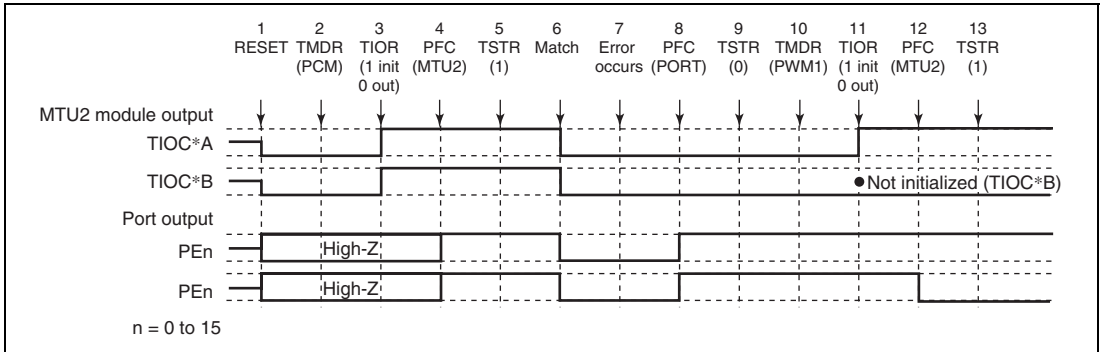 1 2 3 4 5 6 7 8 9 10 11 12 13
RESET TMDR TIOR PFC TSTR Match Error PFC TSTR TMDR TIOR PFC TSTR
(PCM) (1 init (MTU2) (1) occurs (PORT) (0) (PWM1) (1 init (MTU2) (1)
0 out) 0 out)
MTU2 module output
TIOC*A
TIOC*B
●Not initialized (TIOC*B)
Port output
PEn
High-Z
PEn
High-Z
n = 0 to 15